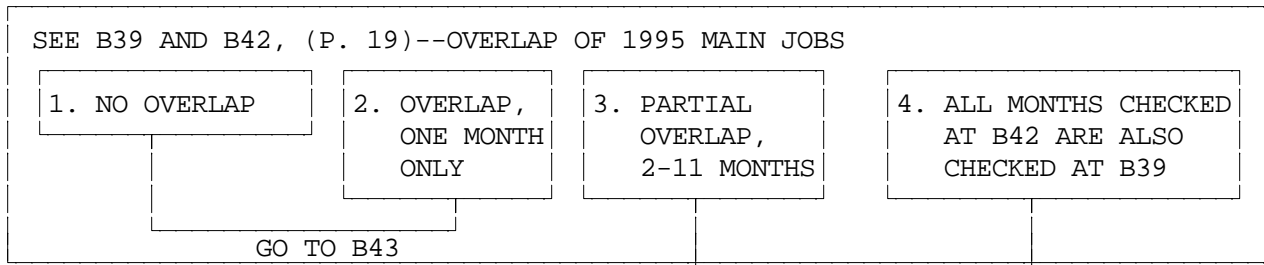 SEE B39 AND B42, (P. 19)--OVERLAP OF 1995 MAIN JOBS
1. NO OVERLAP
2. OVERLAP,
ONE MONTH
ONLY
3. PARTIAL
OVERLAP,
2-11 MONTHS
4. ALL MONTHS CHECKED
AT B42 ARE ALSO
CHECKED AT B39
GO TO B43